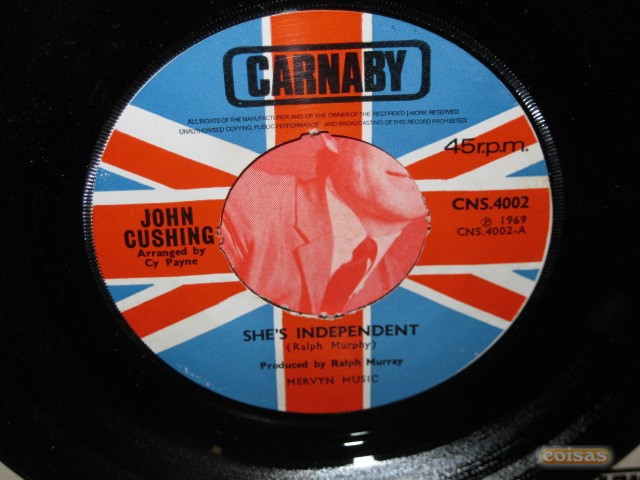 CARNABY
ALL RIGHTS OF THE MANUFACTURER AND OF THE OWNER OF THE RECORDED WORK RESERVED
UNAUTHORISED COPYING, PUBLIC PERFORMANCE AND BROADCASTING OF THIS RECORD PROHIBITED
45 r.p.m.
JOHN
CUSHING
Arranged by
Cy Payne
CNS.4002
℗ 1969
CNS.4002-A
SHE'S INDEPENDENT
(Ralph Murphy)
Produced by Ralph Murray
MERVYN MUSIC
coisas